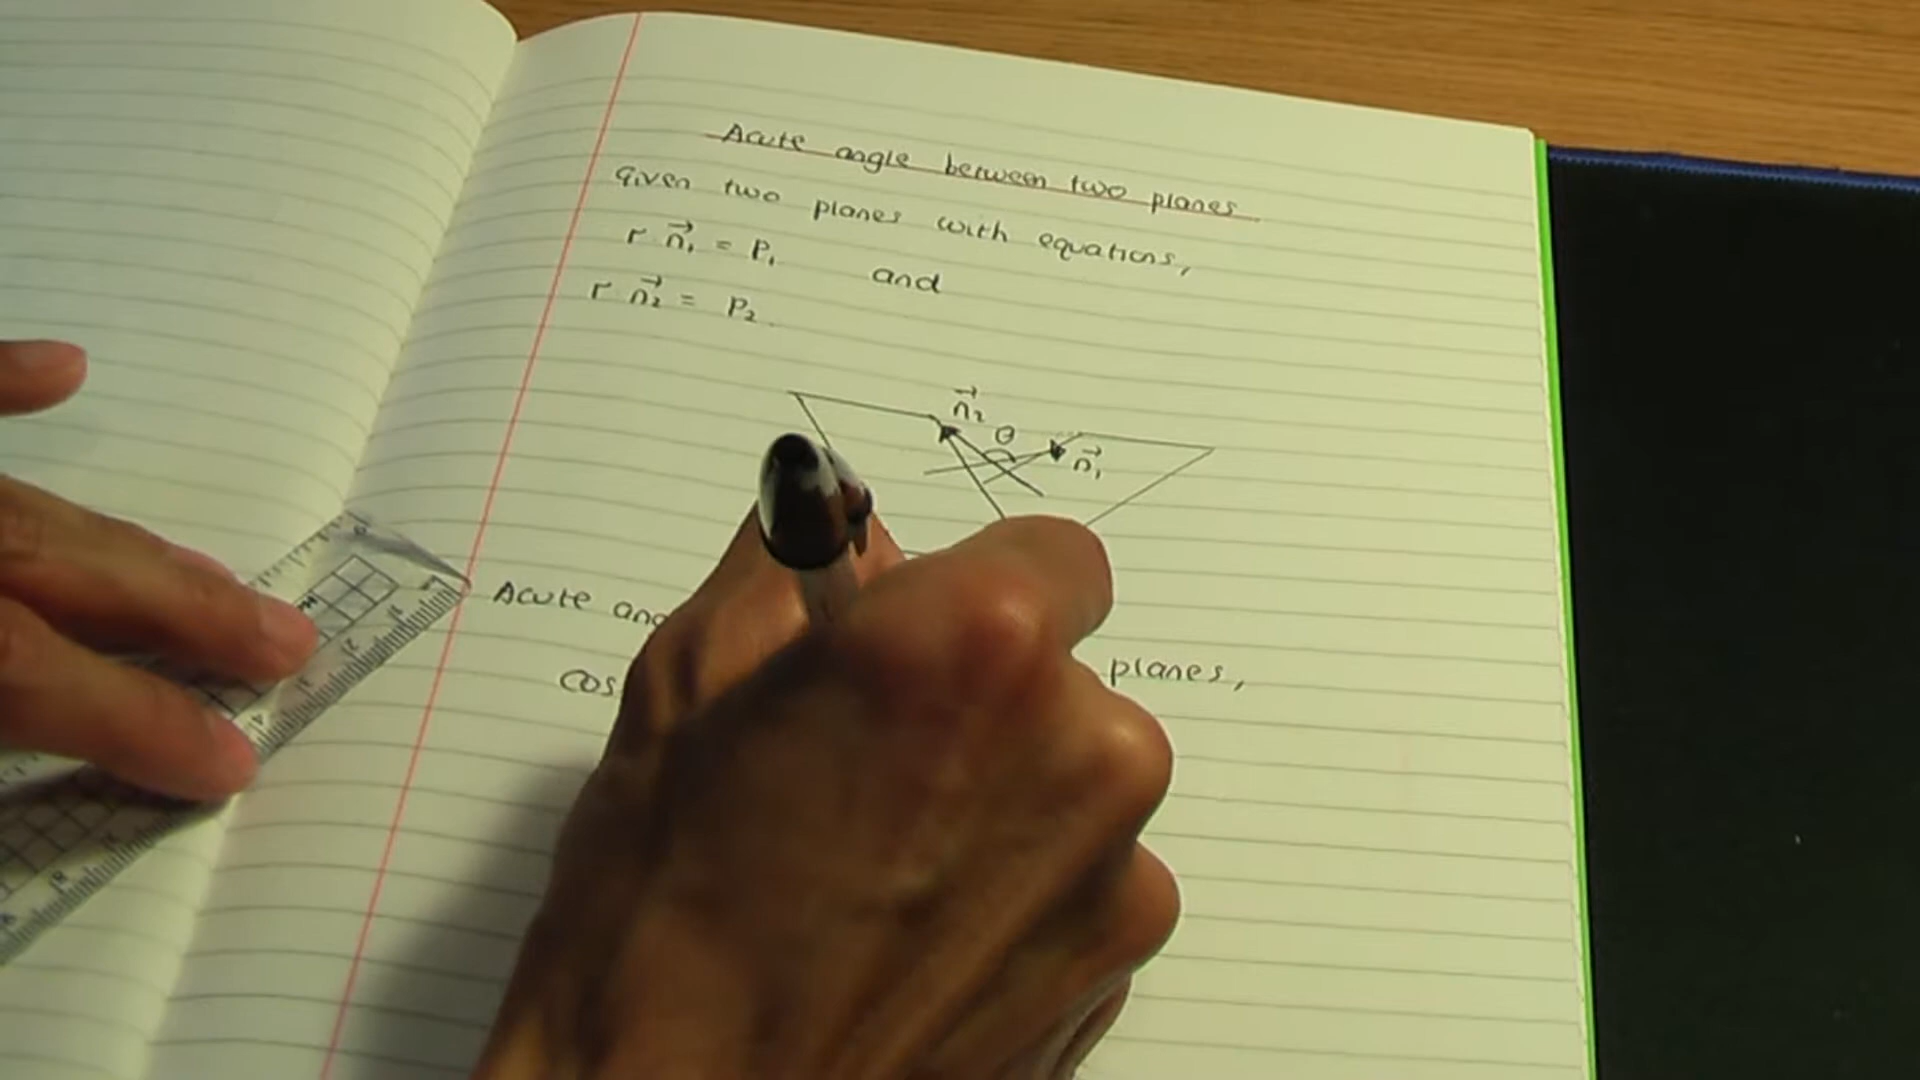 Acute angle between two planes.
Given two planes with equations,
r n⃗₁ = P₁ and
r n⃗₂ = P₂.
n⃗₂
θ
n⃗₁
Acute
planes,
cos